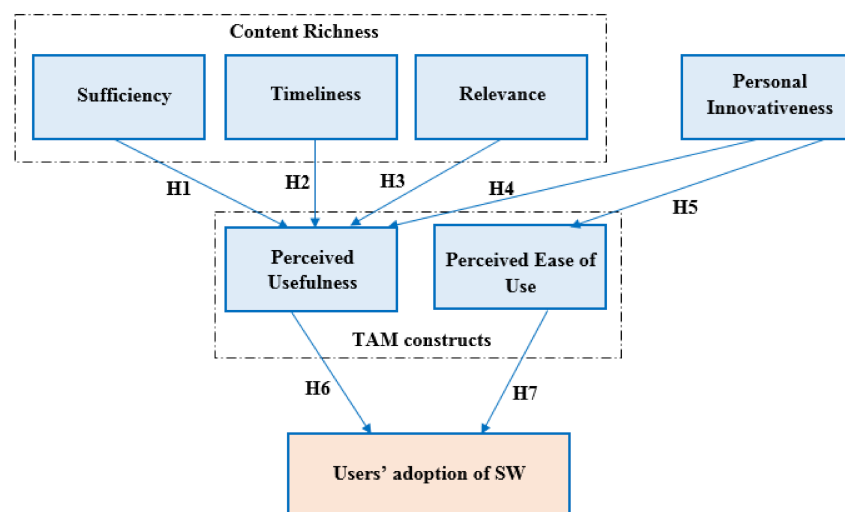 Content Richness
Sufficiency
Timeliness
Relevance
Personal
Innovativeness
H1
H2
H3
H4
H5
Perceived
Usefulness
Perceived Ease of
Use
TAM constructs
H6
H7
Users’ adoption of SW